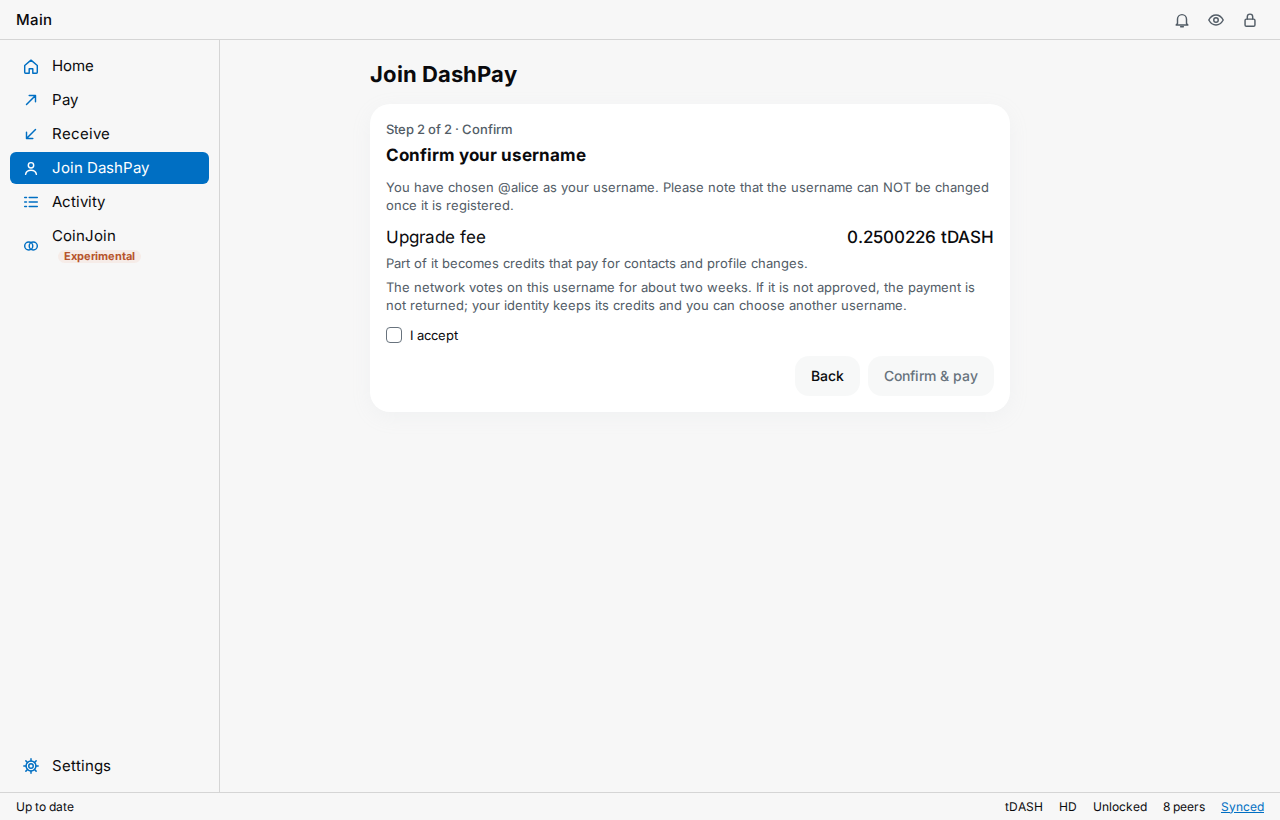 Main
Home
Pay
Receive
Join DashPay
Activity
CoinJoin
Experimental
Settings
Join DashPay
Step 2 of 2 · Confirm
Confirm your username
You have chosen @alice as your username. Please note that the username can NOT be changed
once it is registered.
Upgrade fee 0.2500226 tDASH
Part of it becomes credits that pay for contacts and profile changes.
The network votes on this username for about two weeks. If it is not approved, the payment is
not returned; your identity keeps its credits and you can choose another username.
I accept
Back Confirm & pay
Up to date tDASH HD Unlocked 8 peers Synced